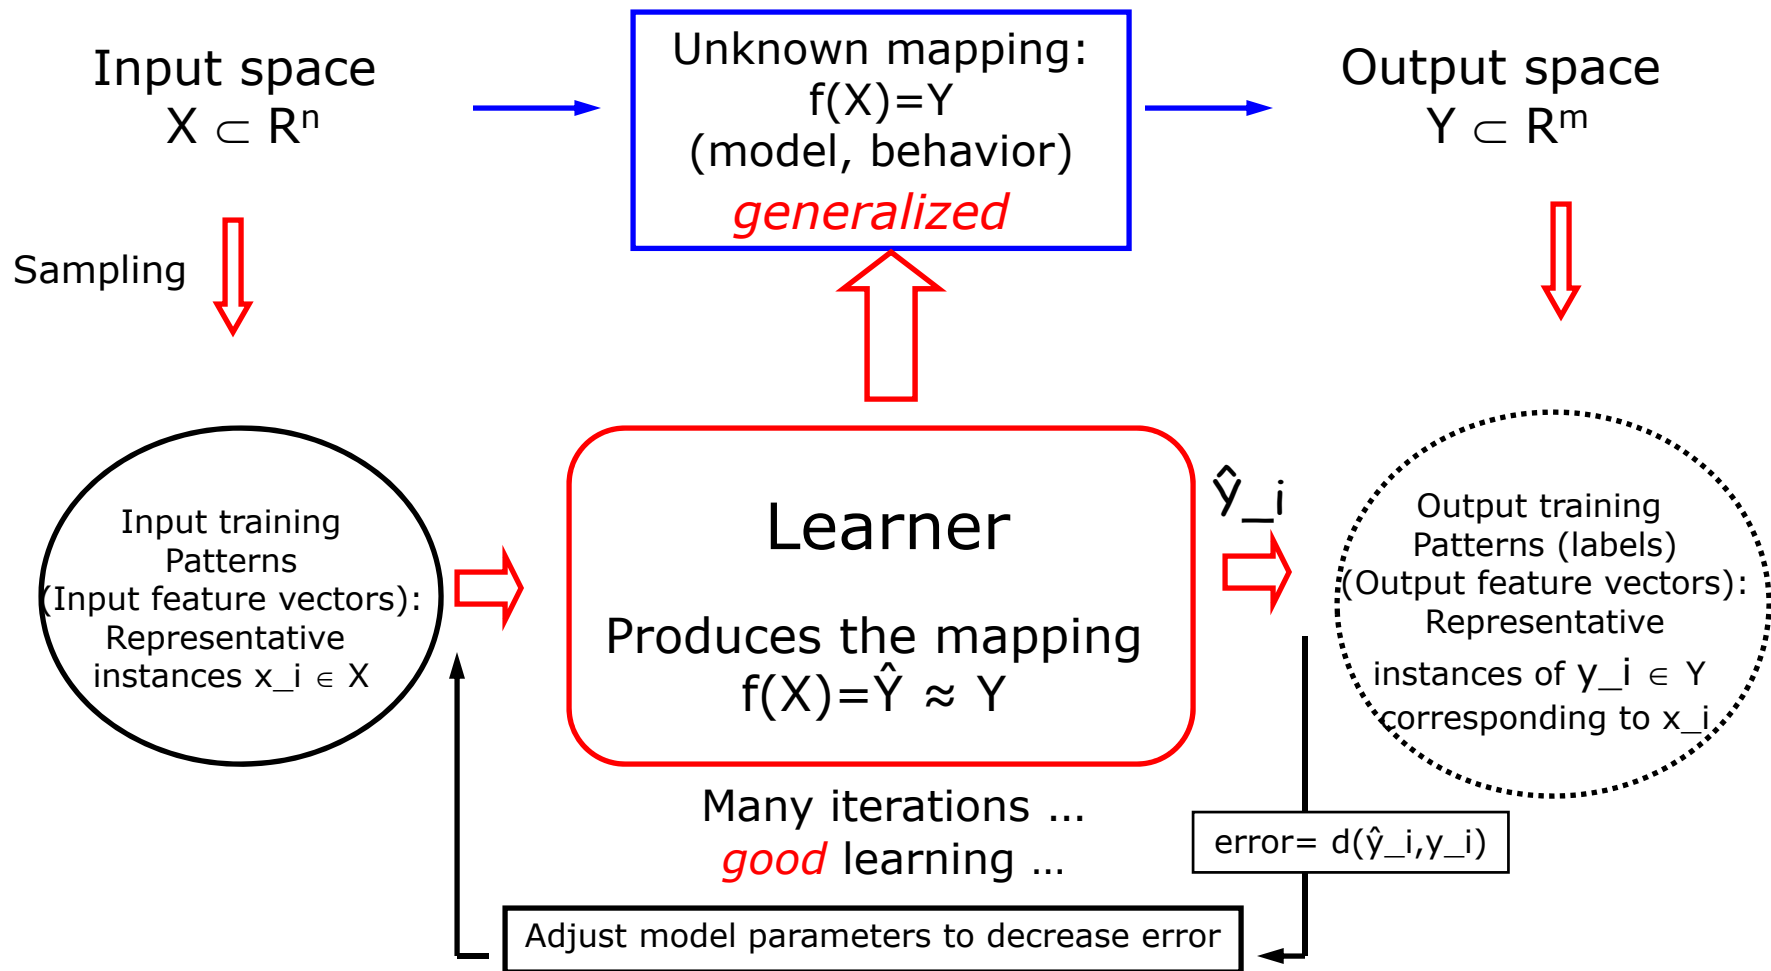 Input space
X ⊂ Rⁿ
Unknown mapping:
f(X)=Y
(model, behavior)
generalized
Output space
Y ⊂ Rᵐ
Sampling
Input training
Patterns
(Input feature vectors):
Representative
instances x_i ∈ X
Learner
Produces the mapping
f(X)=Ŷ ≈ Y
ŷ_i
Output training
Patterns (labels)
(Output feature vectors):
Representative
instances of y_i ∈ Y
corresponding to x_i
Many iterations ...
good learning ...
error= d(ŷ_i,y_i)
Adjust model parameters to decrease error